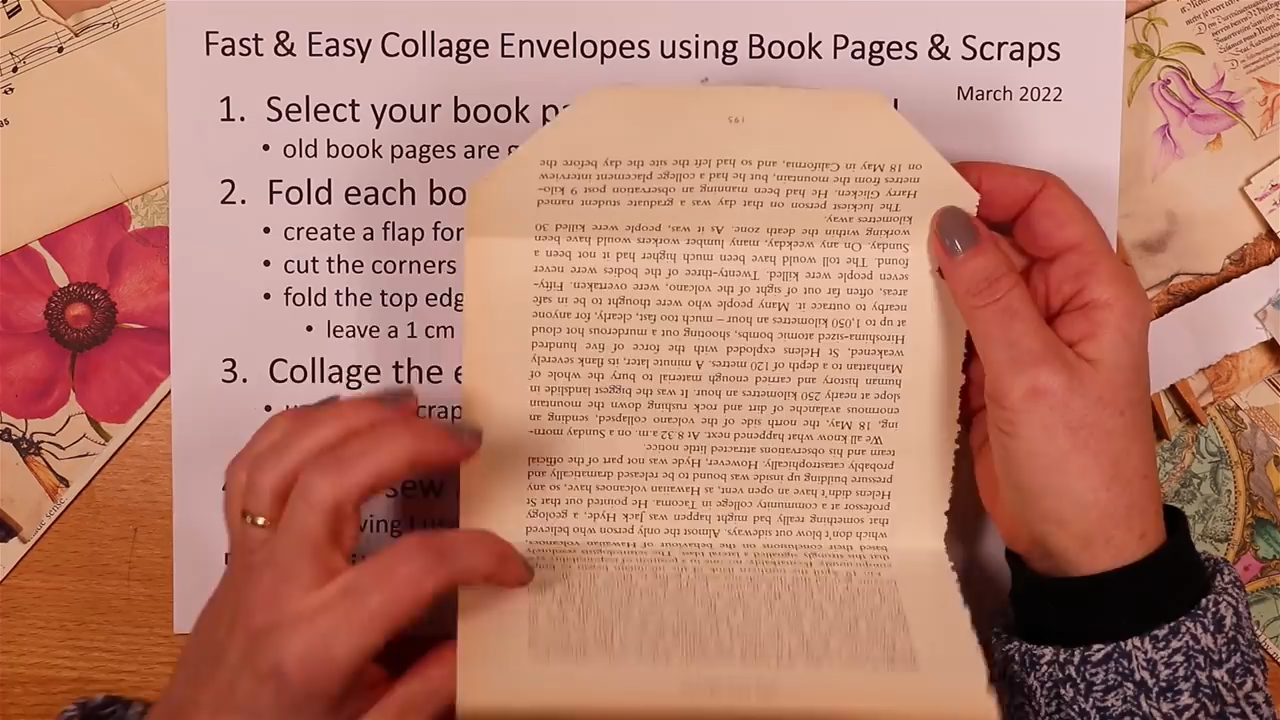 Fast & Easy Collage Envelopes using Book Pages & Scraps
March 2022
1. Select your book
• old book pages are
2. Fold each
• create a flap for
• cut the corners
• fold the top
• leave a 1 cm
3. Collage the
sew
based their conclusions on the behaviour of Hawaiian volcanoes,
which don't blow out sideways. Almost the only person who believed
that something really bad might happen was Jack Hyde, a geology
professor at a community college in Tacoma. He pointed out that St
Helens didn't have an open vent, as Hawaiian volcanoes have, so any
pressure building up inside was bound to be released dramatically and
probably catastrophically. However, Hyde was not part of the official
team and his observations attracted little notice.
We all know what happened next. At 8.32 a.m. on a Sunday morn-
ing, 18 May, the north side of the volcano collapsed, sending an
enormous avalanche of dirt and rock rushing down the mountain
slope at nearly 250 kilometres an hour. It was the biggest landslide in
human history and carried enough material to bury the whole of
Manhattan to a depth of 120 metres. A minute later, its flank severely
weakened, St Helens exploded with the force of five hundred
Hiroshima-sized atomic bombs, shooting out a murderous hot cloud
at up to 1,050 kilometres an hour – much too fast, clearly, for anyone
nearby to outrace it. Many people who were thought to be in safe
areas, often far out of sight of the volcano, were overtaken. Fifty-
seven people were killed. Twenty-three of the bodies were never
found. The toll would have been much higher had it not been a
Sunday. On any weekday, many lumber workers would have been
working within the death zone. As it was, people were killed 30
kilometres away.
The luckiest person on that day was a graduate student named
Harry Glicken. He had been manning an observation post 9 kilo-
metres from the mountain, but he had a college placement interview
on 18 May in California, and so had left the site the day before the
195